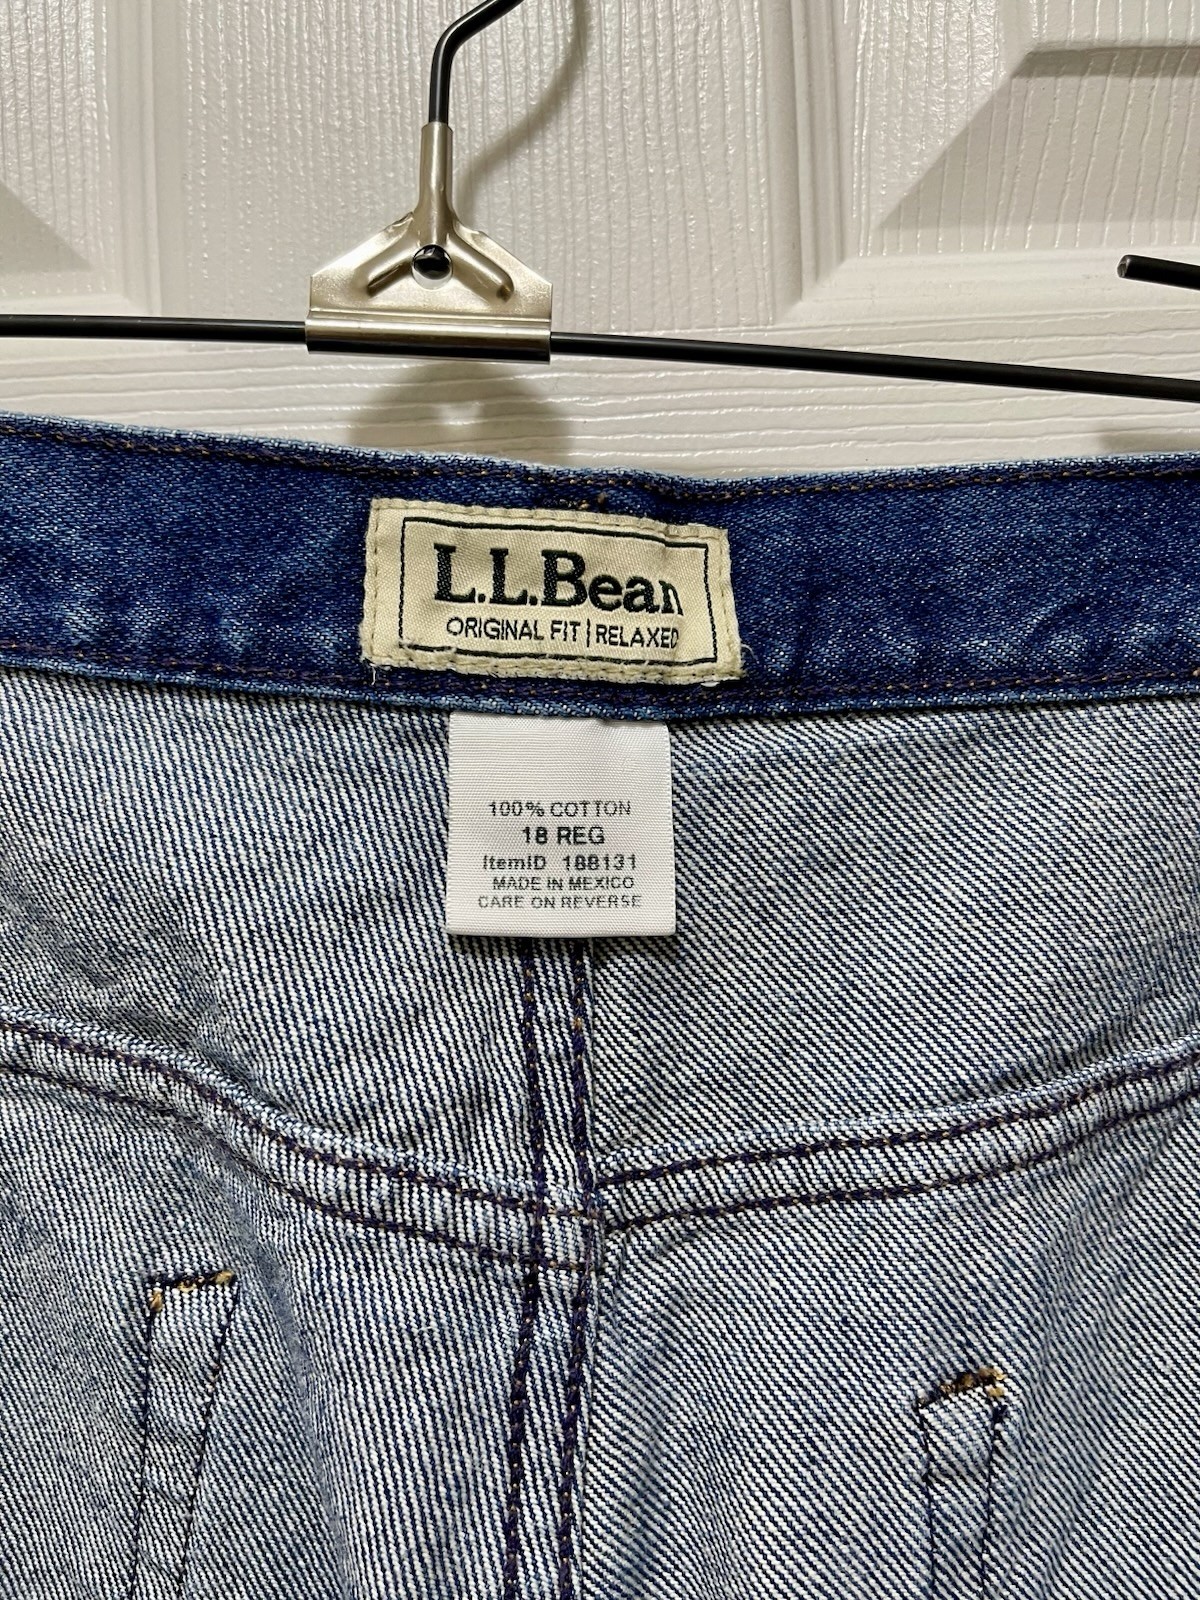 L.L.Bean
ORIGINAL FIT | RELAXED
100% COTTON
18 REG
ItemID 188131
MADE IN MEXICO
CARE ON REVERSE